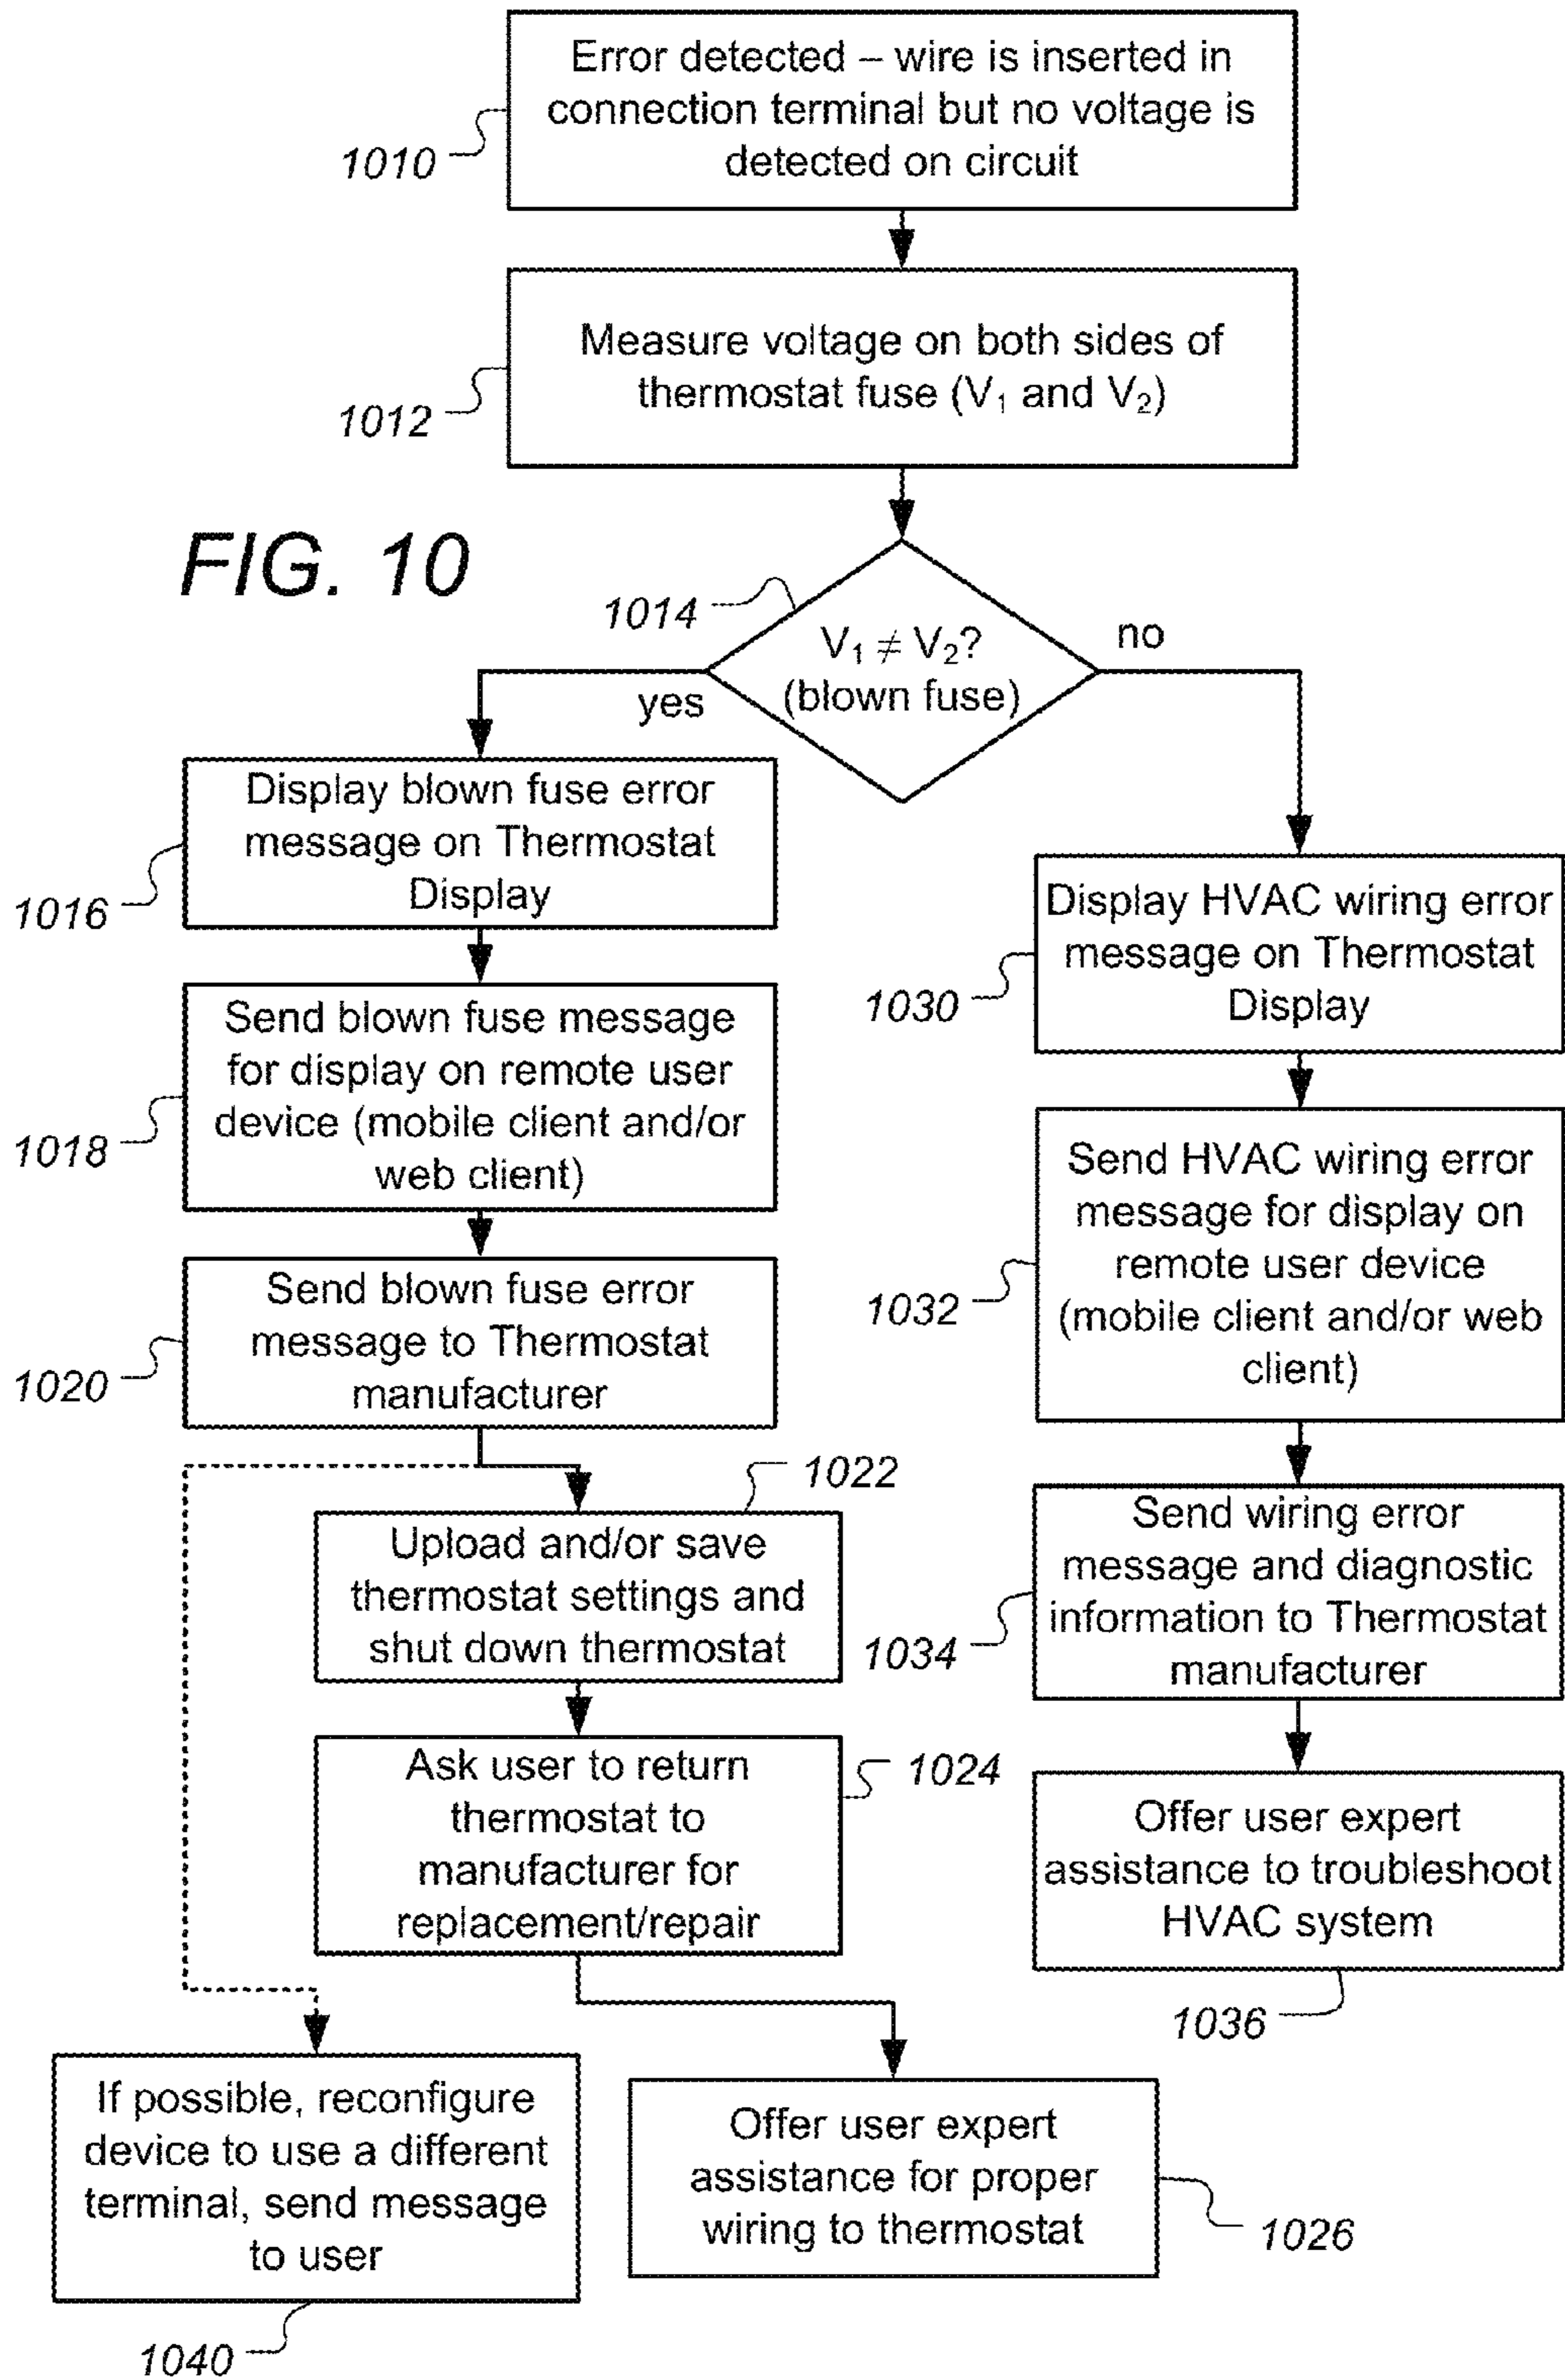 Error detected – wire is inserted in
connection terminal but no voltage is
detected on circuit
1010
Measure voltage on both sides of
thermostat fuse (V₁ and V₂)
1012
FIG. 10
1014
V₁ ≠ V₂?
(blown fuse)
yes
no
Display blown fuse error
message on Thermostat
Display
1016
Send blown fuse message
for display on remote user
device (mobile client and/or
web client)
1018
Send blown fuse error
message to Thermostat
manufacturer
1020
1022
Upload and/or save
thermostat settings and
shut down thermostat
Ask user to return
thermostat to
manufacturer for
replacement/repair
1024
If possible, reconfigure
device to use a different
terminal, send message
to user
1040
Offer user expert
assistance for proper
wiring to thermostat
1026
Display HVAC wiring error
message on Thermostat
Display
1030
Send HVAC wiring error
message for display on
remote user device
(mobile client and/or web
client)
1032
Send wiring error
message and diagnostic
information to Thermostat
manufacturer
1034
Offer user expert
assistance to troubleshoot
HVAC system
1036